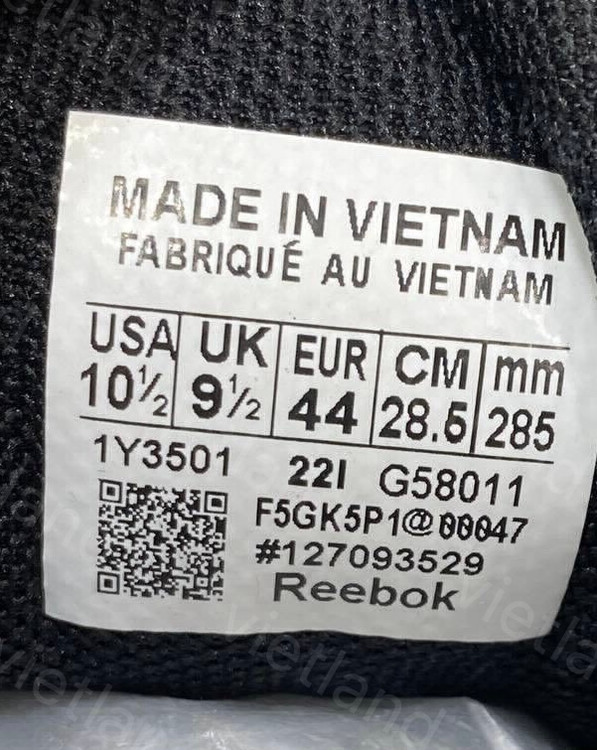 MADE IN VIETNAM
FABRIQUÉ AU VIETNAM
USA UK EUR CM mm
10½ 9½ 44 28.5 285
1Y3501 22I G58011
F5GK5P1@00047
#127093529
Reebok
vietland